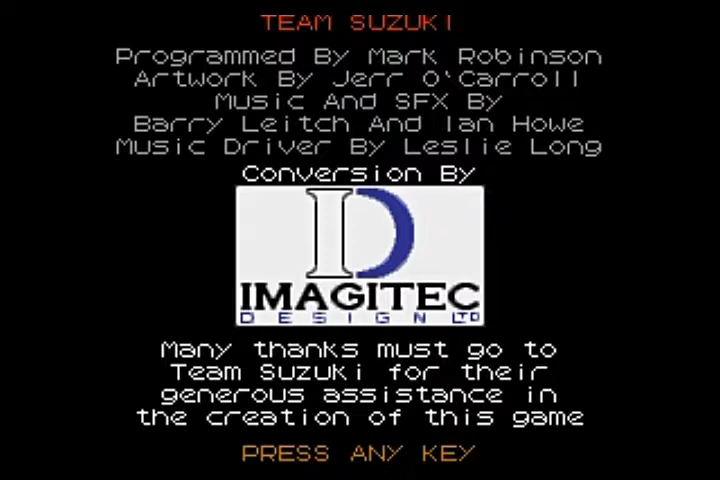 TEAM SUZUKI
Programmed By Mark Robinson
Artwork By Jerr O'Carroll
Music And SFX By
Barry Leitch And Ian Howe
Music Driver By Leslie Long
Conversion By
ID
IMAGITEC
DESIGN LTD
Many thanks must go to
Team Suzuki for their
generous assistance in
the creation of this game
PRESS ANY KEY